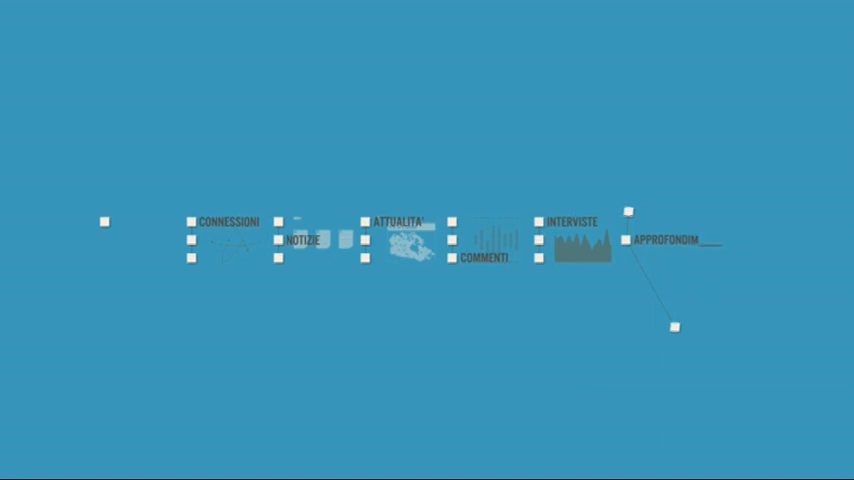 CONNESSIONI
NOTIZIE
ATTUALITA'
COMMENTI
INTERVISTE
APPROFONDIM